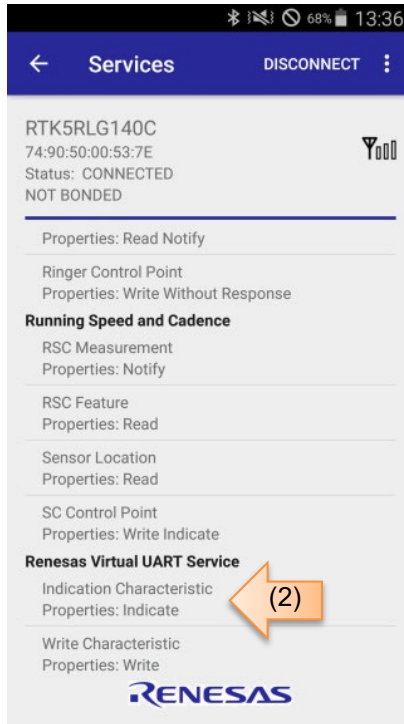 68% 13:36
Services DISCONNECT
RTK5RLG140C
74:90:50:00:53:7E
Status: CONNECTED
NOT BONDED
Properties: Read Notify
Ringer Control Point
Properties: Write Without Response
Running Speed and Cadence
RSC Measurement
Properties: Notify
RSC Feature
Properties: Read
Sensor Location
Properties: Read
SC Control Point
Properties: Write Indicate
Renesas Virtual UART Service
Indication Characteristic
Properties: Indicate
(2)
Write Characteristic
Properties: Write
RENESAS